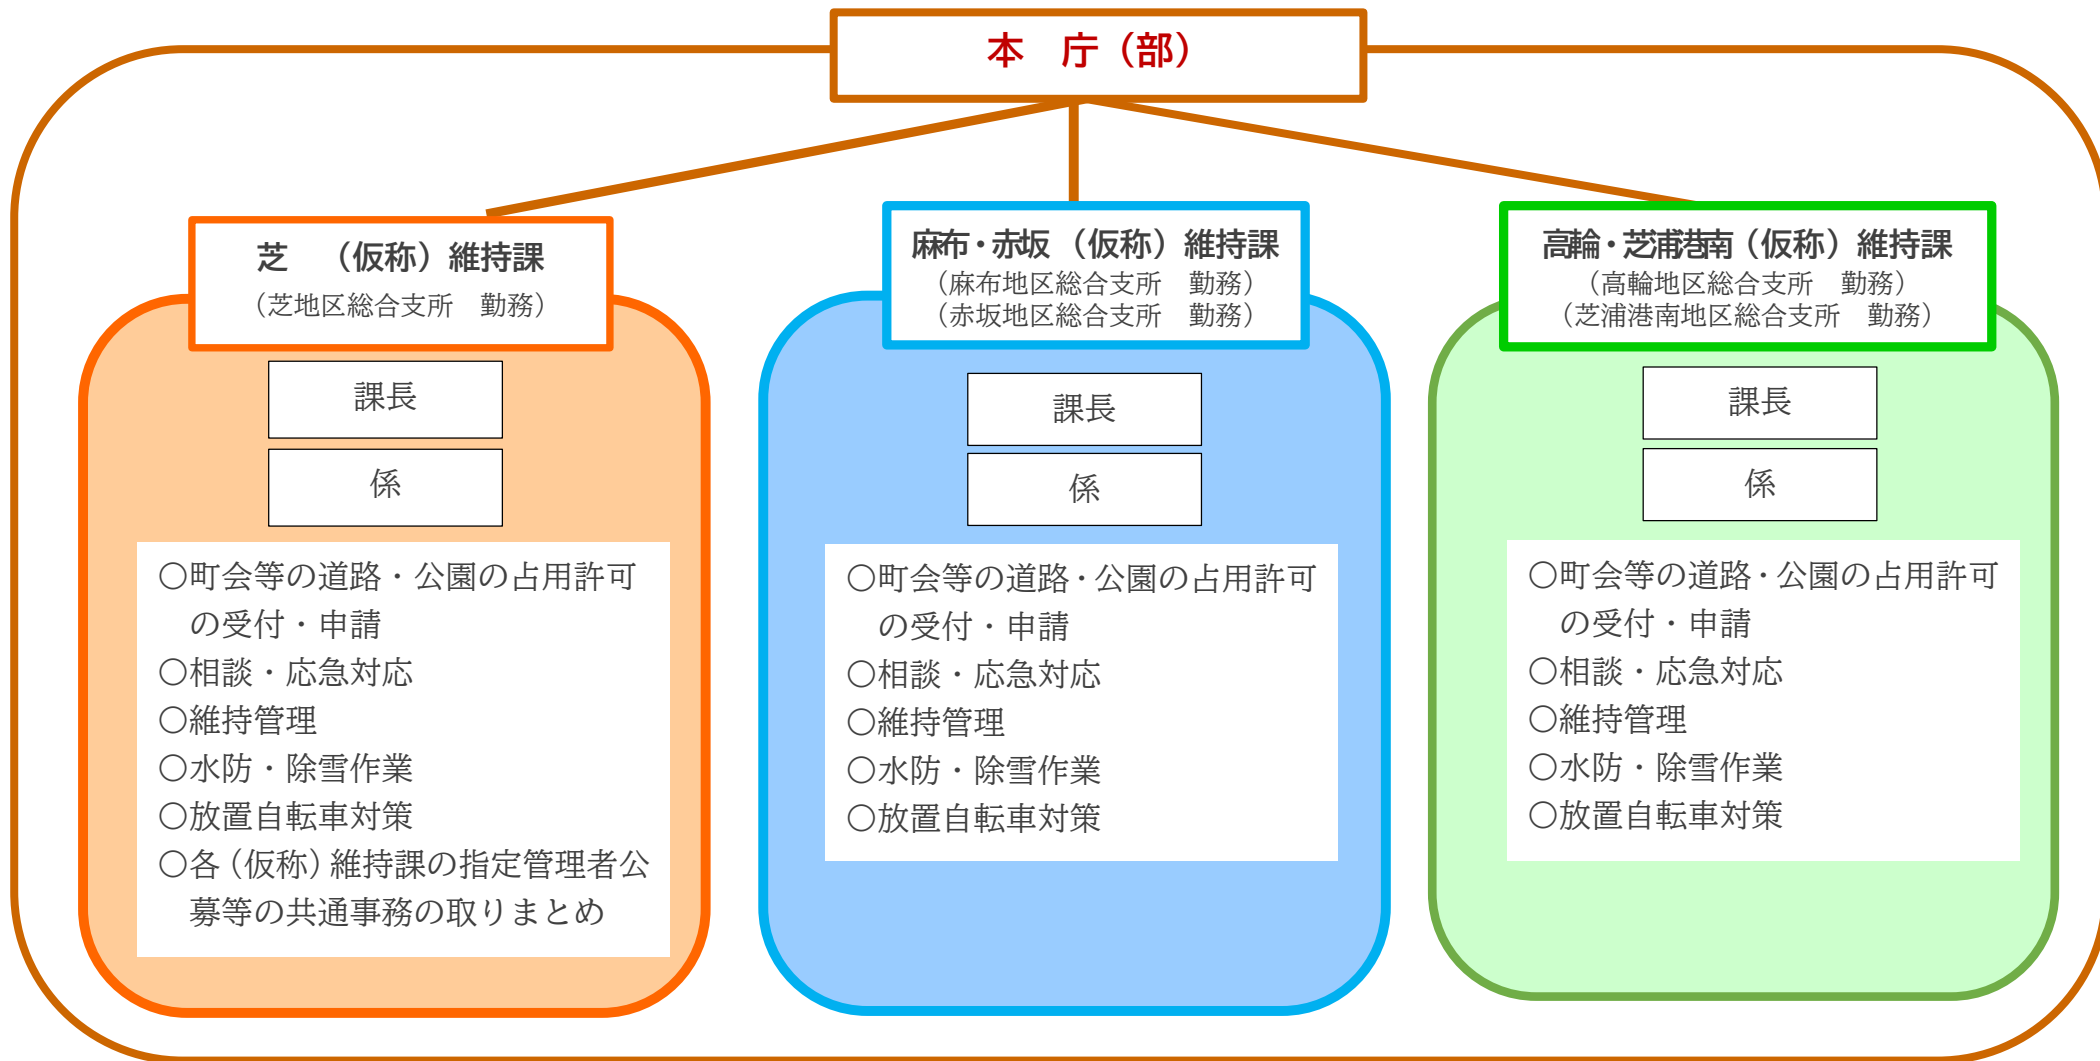 本　庁（部）
芝　（仮称）維持課
（芝地区総合支所　勤務）
課長
係
○町会等の道路・公園の占用許可
の受付・申請
○相談・応急対応
○維持管理
○水防・除雪作業
○放置自転車対策
○各（仮称）維持課の指定管理者公
募等の共通事務の取りまとめ
麻布・赤坂（仮称）維持課
（麻布地区総合支所　勤務）
（赤坂地区総合支所　勤務）
課長
係
○町会等の道路・公園の占用許可
の受付・申請
○相談・応急対応
○維持管理
○水防・除雪作業
○放置自転車対策
高輪・芝浦港南（仮称）維持課
（高輪地区総合支所　勤務）
（芝浦港南地区総合支所　勤務）
課長
係
○町会等の道路・公園の占用許可
の受付・申請
○相談・応急対応
○維持管理
○水防・除雪作業
○放置自転車対策